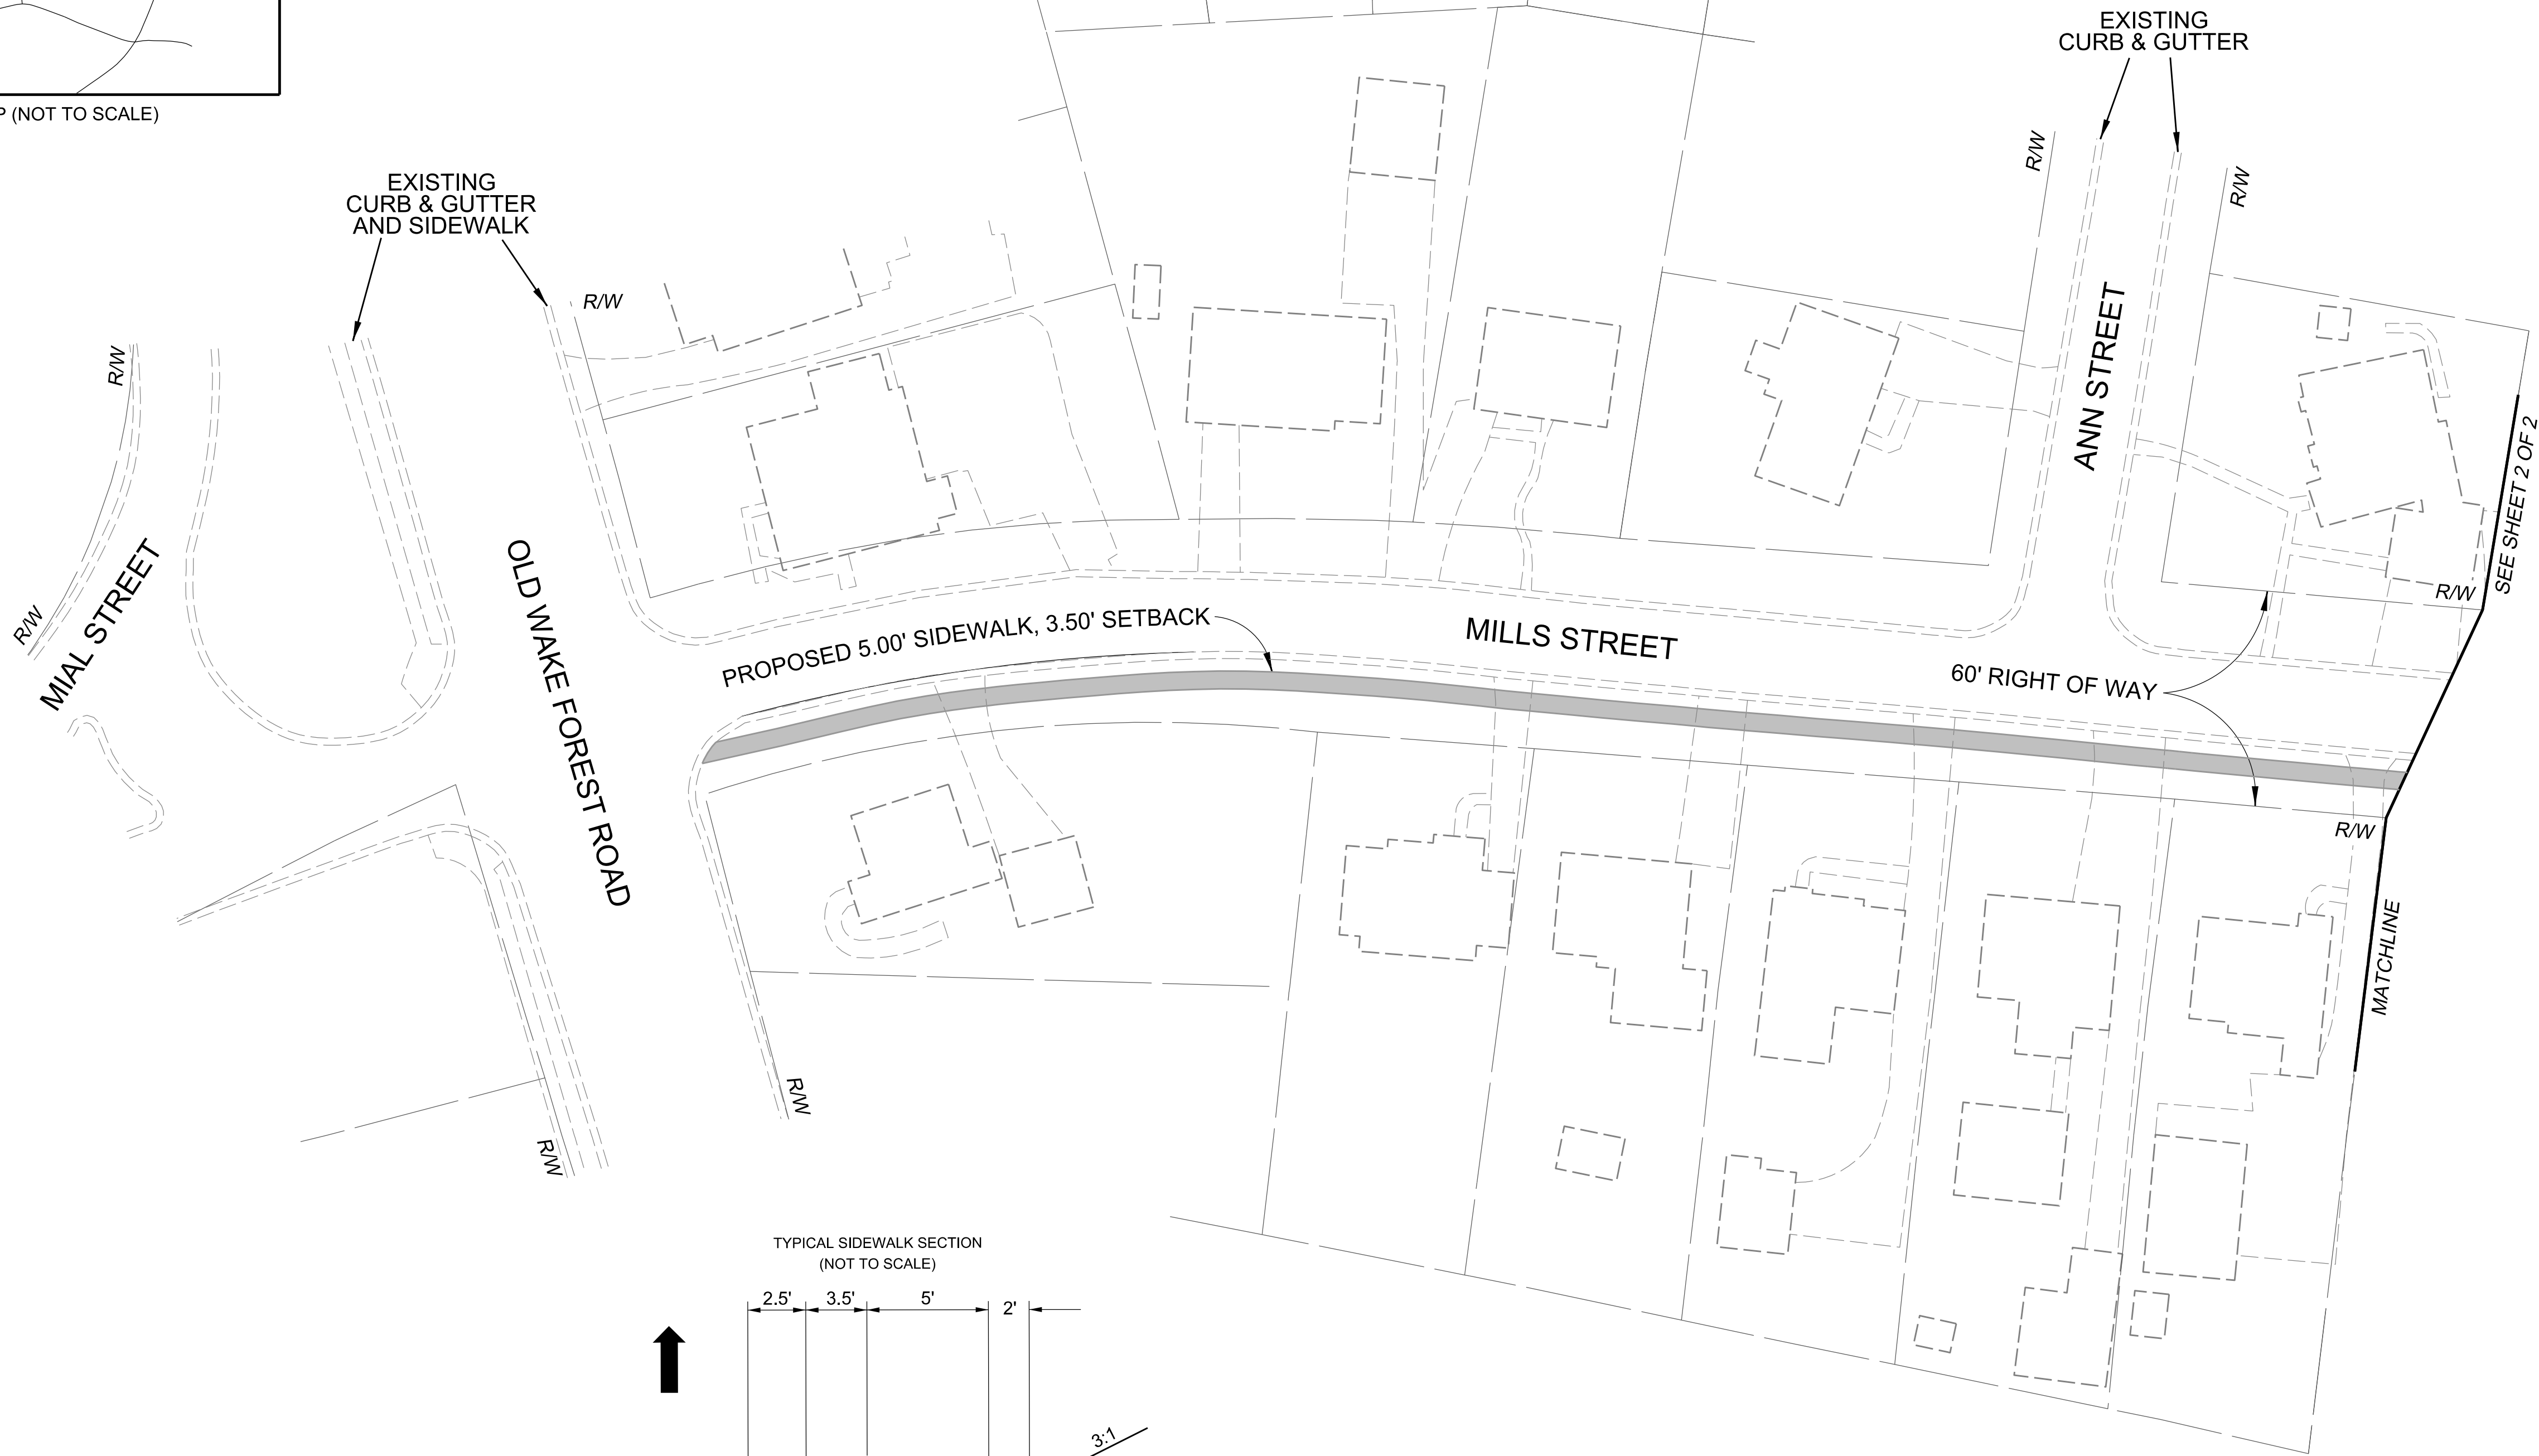 P (NOT TO SCALE)
EXISTING
CURB & GUTTER
EXISTING
CURB & GUTTER
AND SIDEWALK
R/W
R/W
R/W
R/W
R/W
MIAL STREET
OLD WAKE FOREST ROAD
ANN STREET
SEE SHEET 2 OF 2
R/W
R/W
PROPOSED 5.00' SIDEWALK, 3.50' SETBACK
MILLS STREET
60' RIGHT OF WAY
R/W
MATCHLINE
R/W
R/W
TYPICAL SIDEWALK SECTION
(NOT TO SCALE)
2.5'
3.5'
5'
2'
3:1